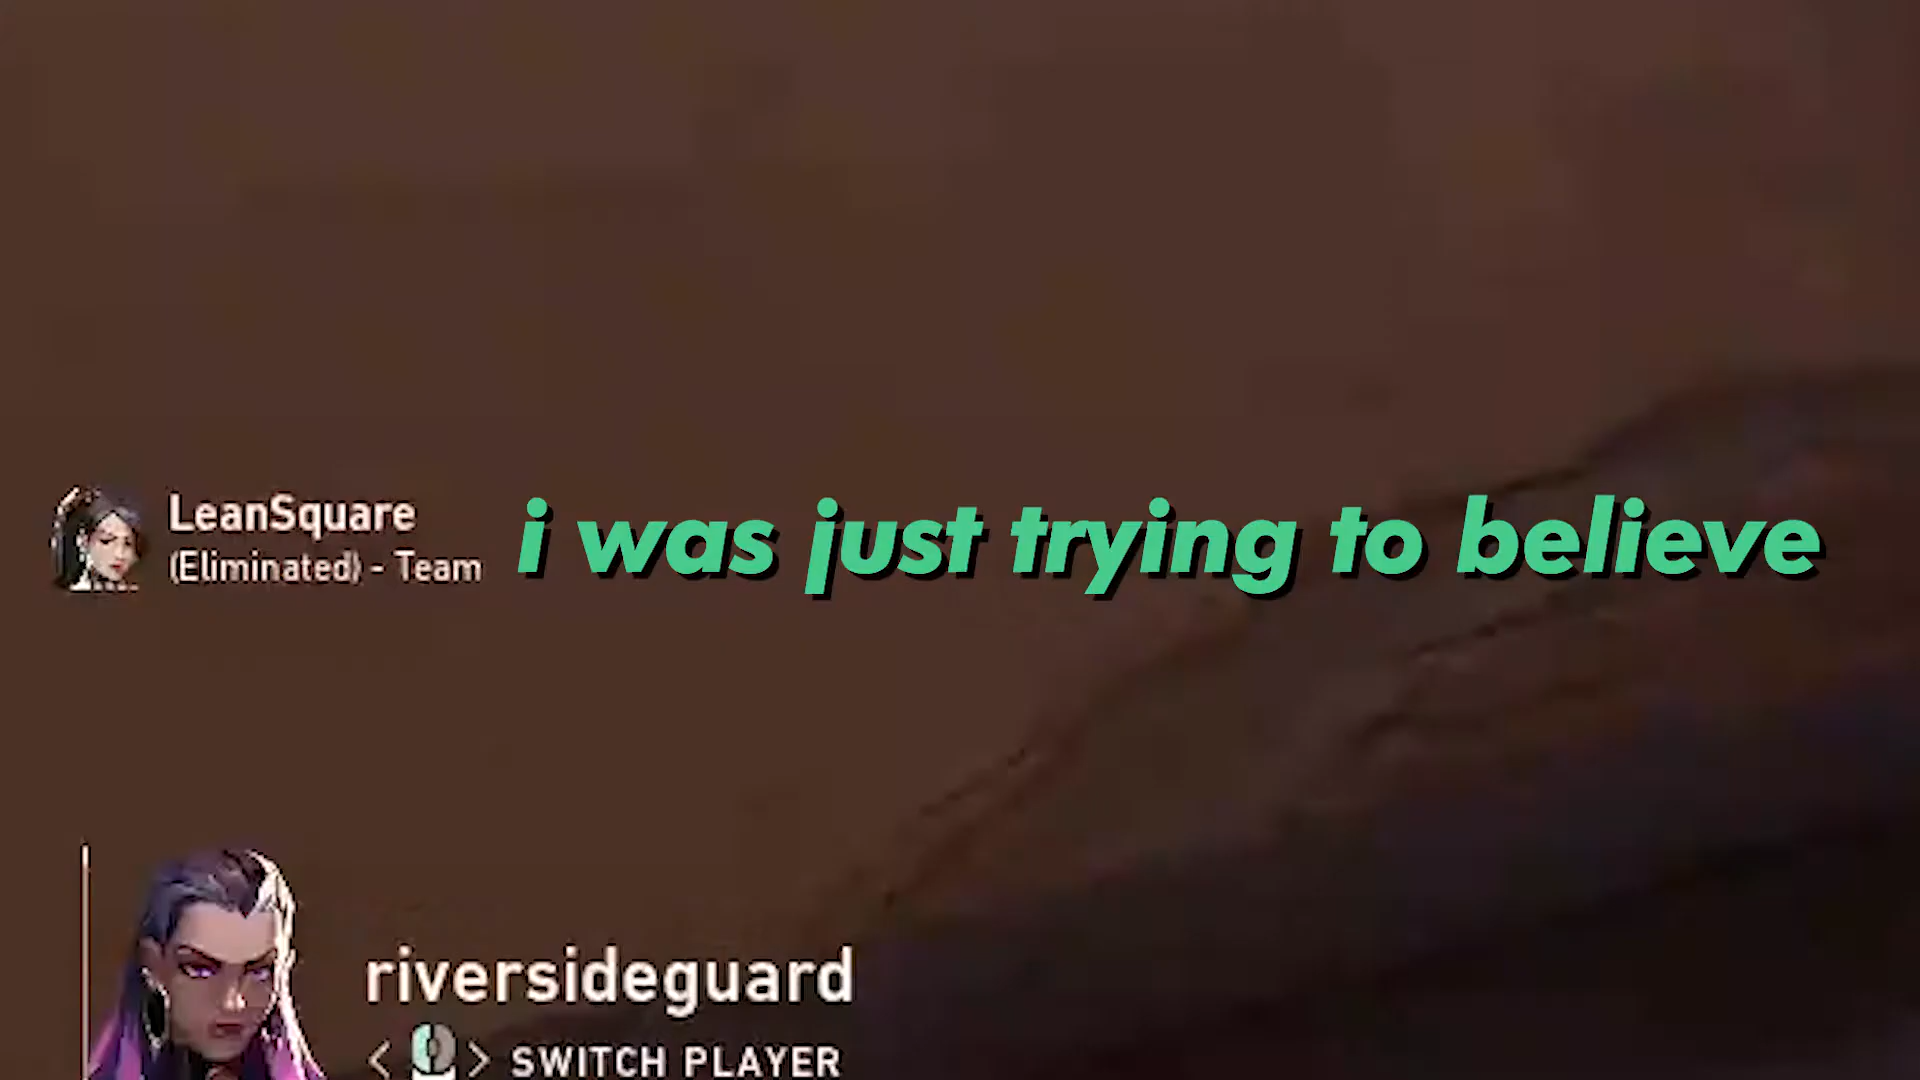 LeanSquare
(Eliminated) - Team
i was just trying to believe
riversideguard
< > SWITCH PLAYER